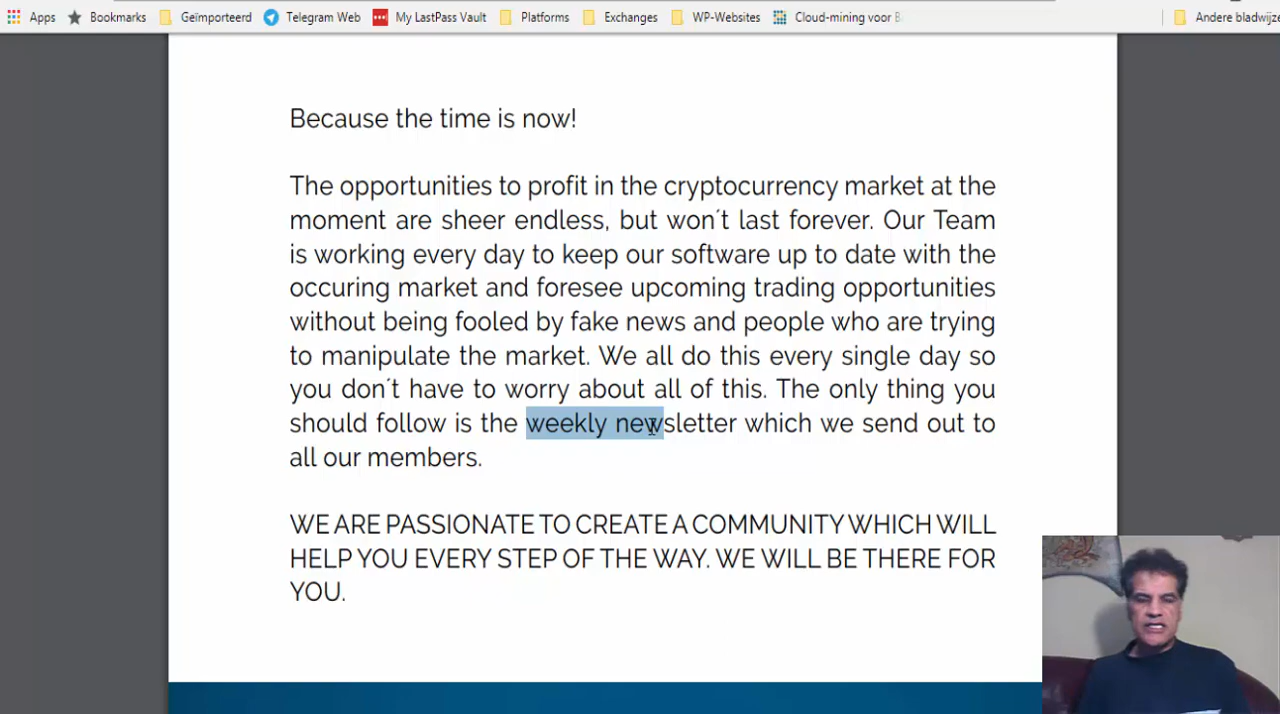 Apps Bookmarks Geïmporteerd Telegram Web My LastPass Vault Platforms Exchanges WP-Websites Cloud-mining voor B Andere bladwijze
Because the time is now!
The opportunities to profit in the cryptocurrency market at the
moment are sheer endless, but won´t last forever. Our Team
is working every day to keep our software up to date with the
occuring market and foresee upcoming trading opportunities
without being fooled by fake news and people who are trying
to manipulate the market. We all do this every single day so
you don´t have to worry about all of this. The only thing you
should follow is the weekly newsletter which we send out to
all our members.
WE ARE PASSIONATE TO CREATE A COMMUNITY WHICH WILL
HELP YOU EVERY STEP OF THE WAY. WE WILL BE THERE FOR
YOU.